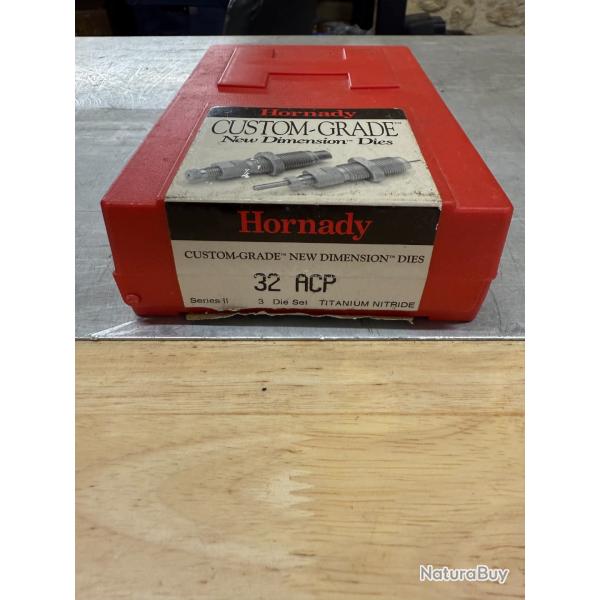 Hornady
CUSTOM-GRADE™
New Dimension™ Dies
Hornady
CUSTOM-GRADE™ NEW DIMENSION™ DIES
32 ACP
Series II 3 Die Set TITANIUM NITRIDE
NaturaBuy